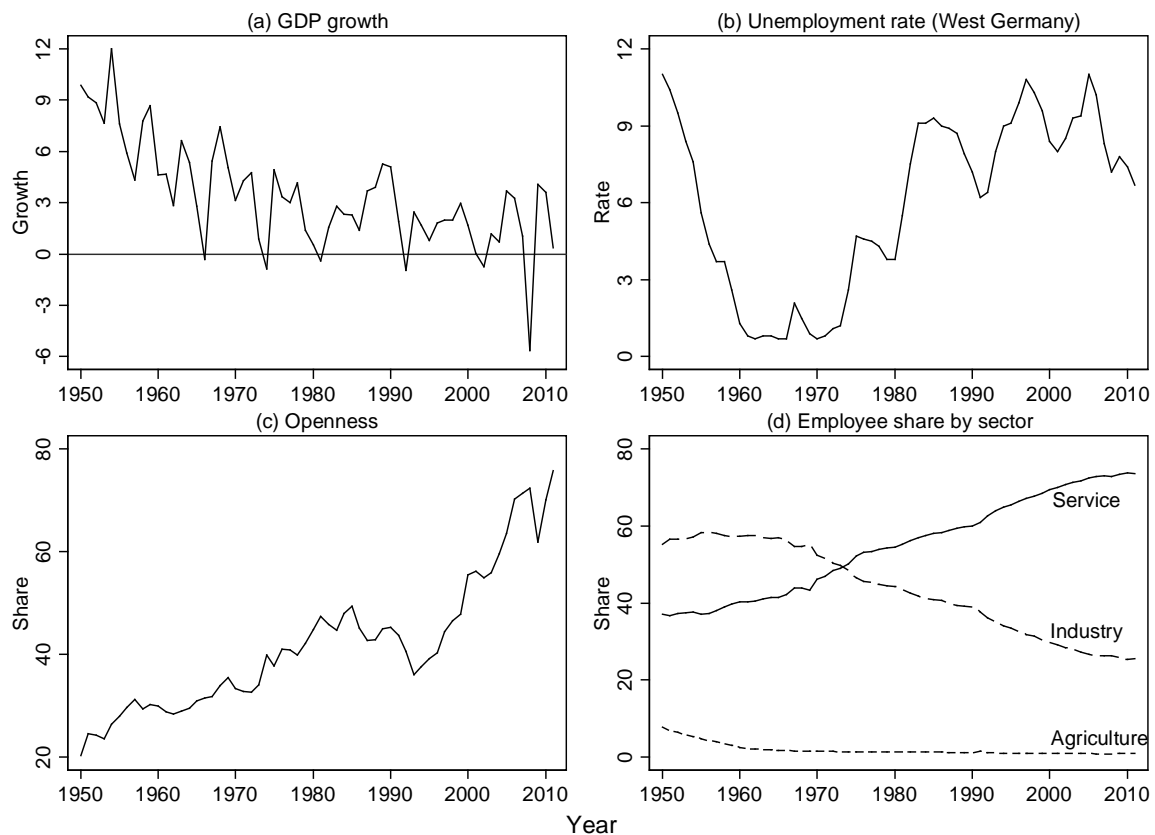 (a) GDP growth
Growth
12
9
6
3
0
-3
-6
1950 1960 1970 1980 1990 2000 2010
(b) Unemployment rate (West Germany)
Rate
12
9
6
3
0
1950 1960 1970 1980 1990 2000 2010
(c) Openness
Share
80
60
40
20
1950 1960 1970 1980 1990 2000 2010
(d) Employee share by sector
Share
80
60
40
20
0
Service
Industry
Agriculture
1950 1960 1970 1980 1990 2000 2010
Year